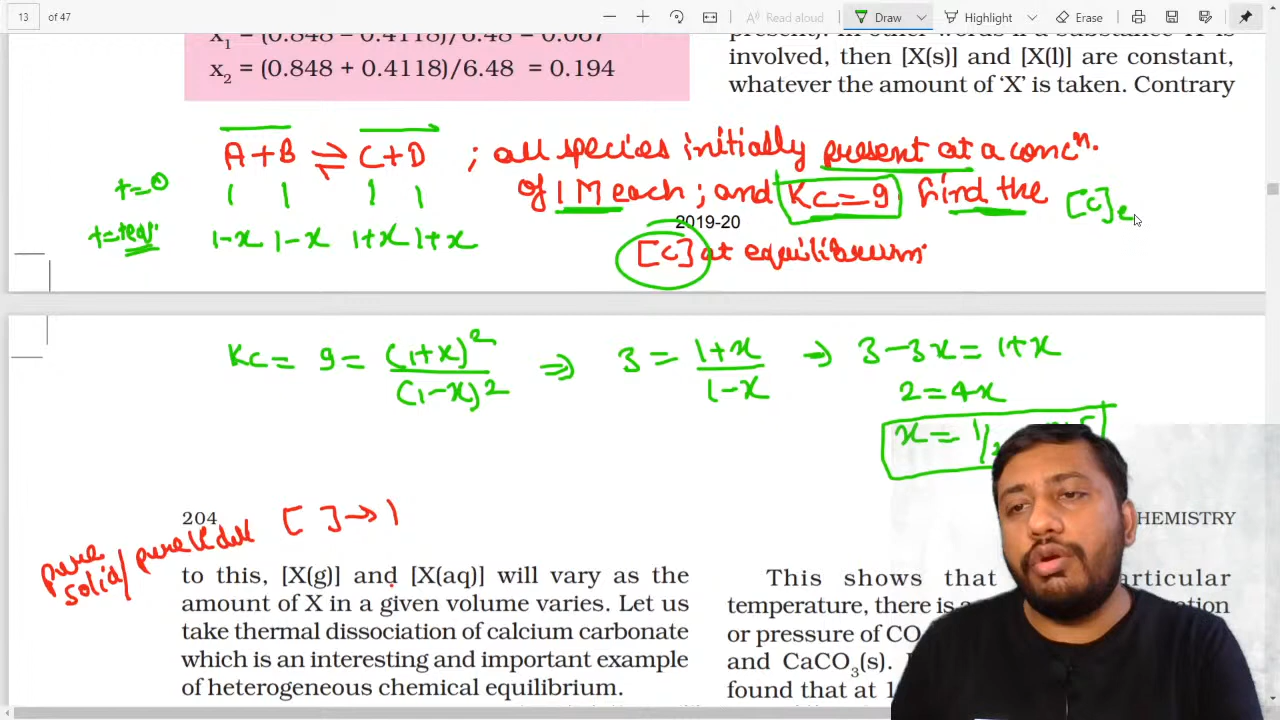 13 of 47
Read aloud
Draw
Highlight
Erase
x1 = (0.848 – 0.4118)/6.48 = 0.067
x2 = (0.848 + 0.4118)/6.48 = 0.194
present). In other words if a substance 'X' is
involved, then [X(s)] and [X(l)] are constant,
whatever the amount of 'X' is taken. Contrary
A+B ⇌ C+D ; all species initially present at a concn.
t=0 1 1 1 1
of 1 M each ; and Kc=9. Find the
[C]e
2019-20
t=teqm 1-x 1-x 1+x 1+x
[C] at equilibrium.
Kc = 9 = (1+x)2/(1-x)2 ⇒ 3 = 1+x/1-x ⇒ 3-3x=1+x
2=4x
x=1/2
204
pure solid/
[ ]→1
HEMISTRY
to this, [X(g)] and [X(aq)] will vary as the
amount of X in a given volume varies. Let us
take thermal dissociation of calcium carbonate
which is an interesting and important example
of heterogeneous chemical equilibrium.
This shows that articular
temperature, there is a
or pressure of CO
and CaCO3(s).
found that at 1